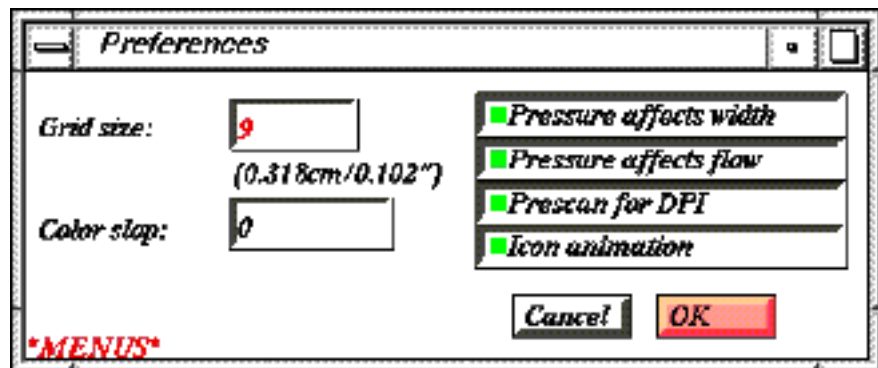 Preferences
Grid size: 9
(0.318cm/0.102")
Color slop: 0
Pressure affects width
Pressure affects flow
Prescan for DPI
Icon animation
Cancel OK
*MENUS*